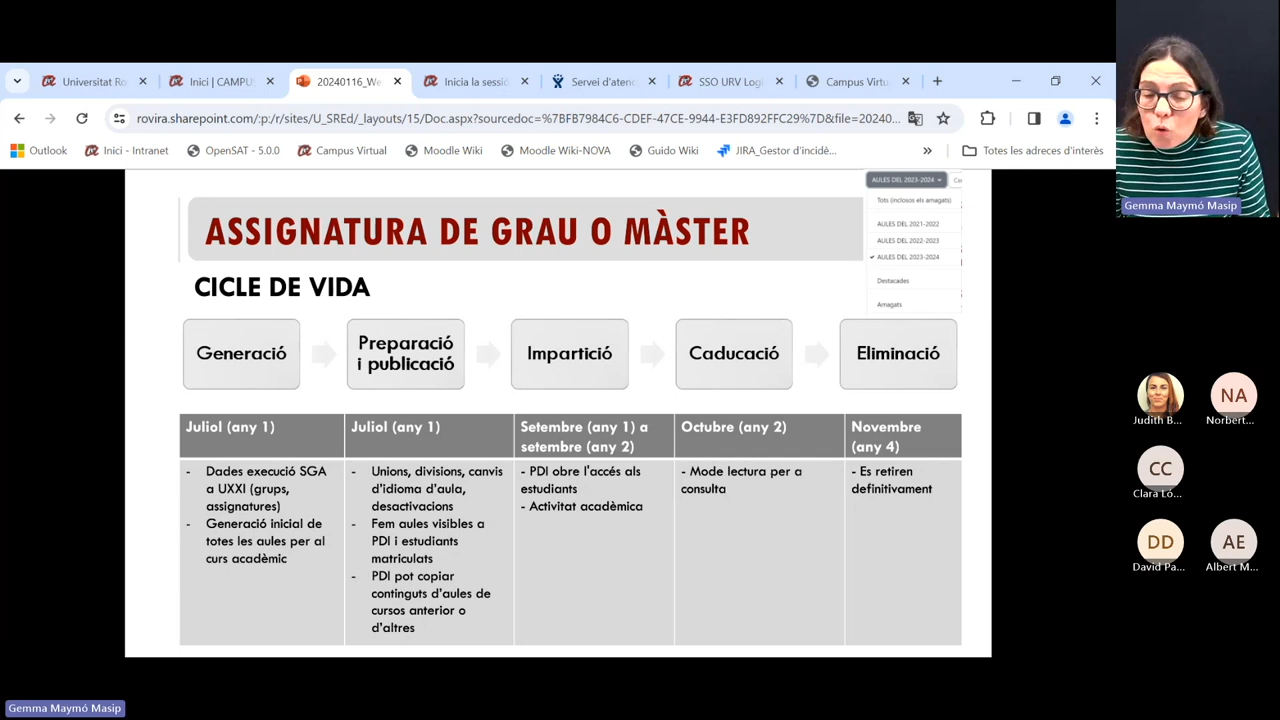 Universitat Ro
Inici | CAMPUS
20240116_We
Inicia la sessió
Servei d'aten
SSO URV Logi
Campus Virtu
rovira.sharepoint.com/:p:/r/sites/U_SREd/_layouts/15/Doc.aspx?sourcedoc=%7BFB7984C6-CDEF-47CE-9944-E3FD892FFC29%7D&file=20240...
Outlook
Inici - Intranet
OpenSAT - 5.0.0
Campus Virtual
Moodle Wiki
Moodle Wiki-NOVA
Guido Wiki
JIRA_Gestor d'incidè...
»
Totes les adreces d'interès
Gemma Maymó Masip
AULES DEL 2023-2024
Tots (inclosos els amagats)
AULES DEL 2021-2022
AULES DEL 2022-2023
AULES DEL 2023-2024
Destacades
Amagats
ASSIGNATURA DE GRAU O MÀSTER
CICLE DE VIDA
Generació
Preparació
i publicació
Impartició
Caducació
Eliminació
Juliol (any 1)
- Dades execució SGA
a UXXI (grups,
assignatures)
- Generació inicial de
totes les aules per al
curs acadèmic
Juliol (any 1)
- Unions, divisions, canvis
d'idioma d'aula,
desactivacions
- Fem aules visibles a
PDI i estudiants
matriculats
- PDI pot copiar
continguts d'aules de
cursos anterior o
d'altres
Setembre (any 1) a
setembre (any 2)
- PDI obre l'accés als
estudiants
- Activitat acadèmica
Octubre (any 2)
- Mode lectura per a
consulta
Novembre
(any 4)
- Es retiren
definitivament
Judith B...
NA
Norbert...
CC
Clara Ló...
DD
David Pa...
AE
Albert M...
Gemma Maymó Masip